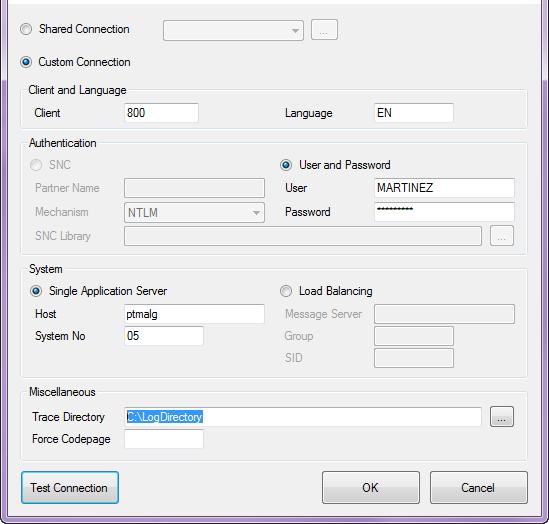 Shared Connection ...
Custom Connection
Client and Language
Client 800 Language EN
Authentication
SNC User and Password
Partner Name User MARTINEZ
Mechanism NTLM Password *********
SNC Library ...
System
Single Application Server Load Balancing
Host ptmalg Message Server
System No 05 Group
SID
Miscellaneous
Trace Directory C:\LogDirectory ...
Force Codepage
Test Connection OK Cancel